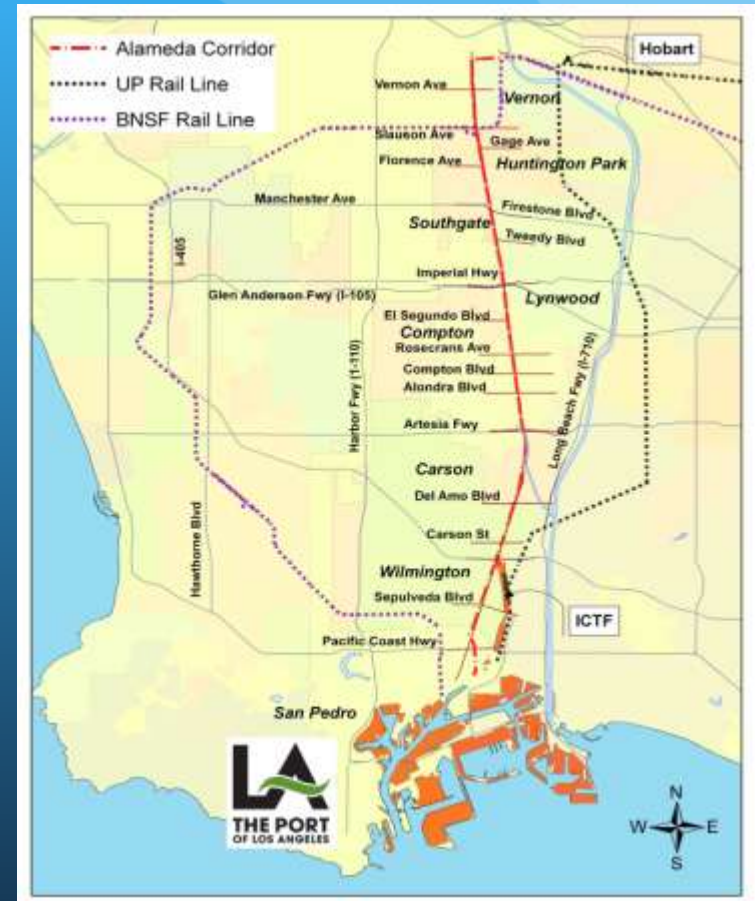 Alameda Corridor
UP Rail Line
BNSF Rail Line
Hobart
Vernon Ave
Vernon
Slauson Ave
Gage Ave
Florence Ave
Huntington Park
Manchester Ave
Firestone Blvd
Southgate
Tweedy Blvd
I-405
Imperial Hwy
Glen Anderson Fwy (I-105)
Lynwood
El Segundo Blvd
Compton
Rosecrans Ave
Harbor Fwy (1-110)
Compton Blvd
Long Beach Fwy (I-710)
Alondra Blvd
Artesia Fwy
Carson
Del Amo Blvd
Hawthorne Blvd
Carson St
Wilmington
Sepulveda Blvd
ICTF
Pacific Coast Hwy
San Pedro
LA
THE PORT
OF LOS ANGELES
N
W E
S